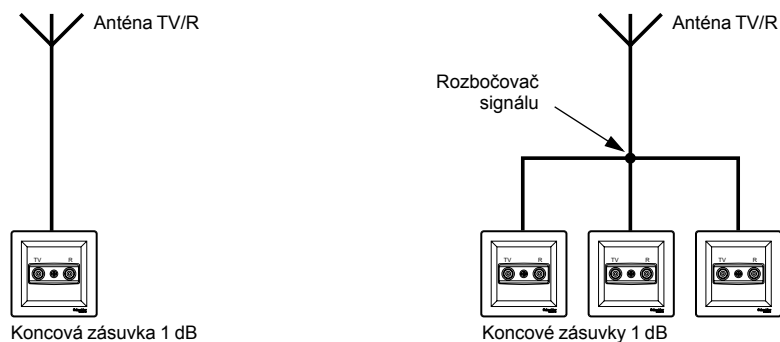 Anténa TV/R
Anténa TV/R
Rozbočovač
signálu
TV R
TV R
TV R
TV R
Koncová zásuvka 1 dB
Koncové zásuvky 1 dB